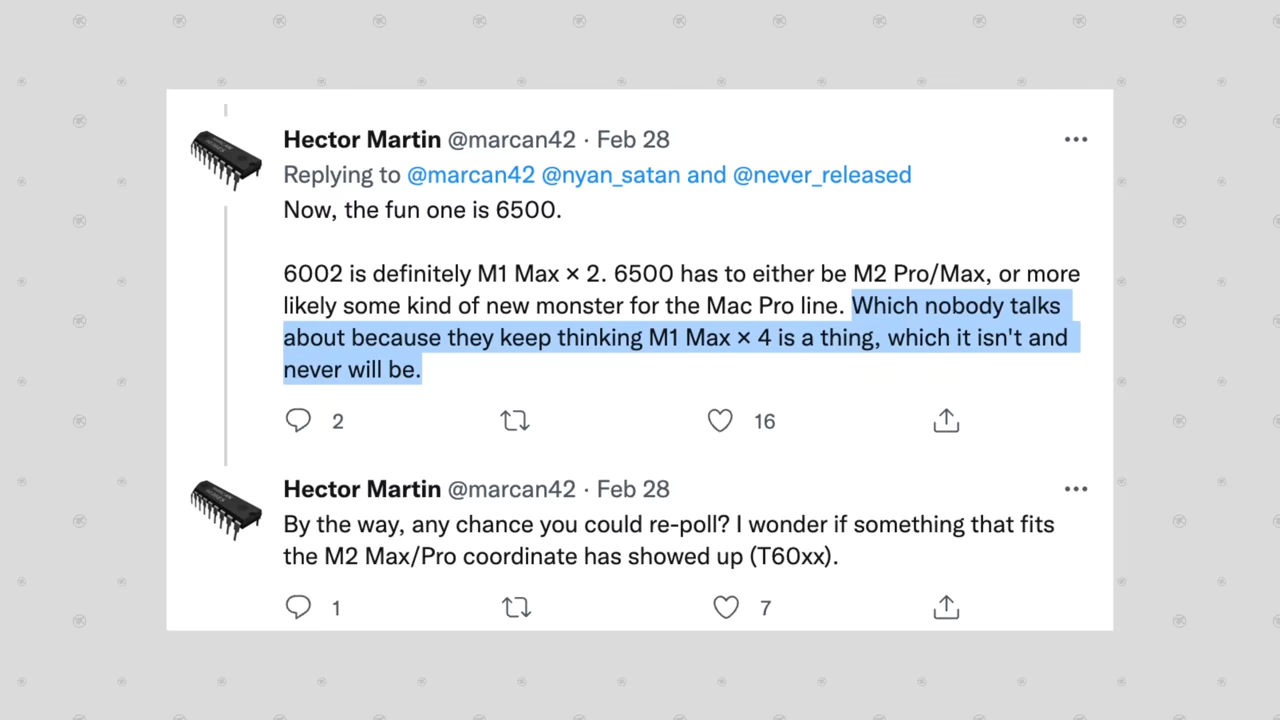 Hector Martin @marcan42 · Feb 28
Replying to @marcan42 @nyan_satan and @never_released
Now, the fun one is 6500.
6002 is definitely M1 Max × 2. 6500 has to either be M2 Pro/Max, or more
likely some kind of new monster for the Mac Pro line. Which nobody talks
about because they keep thinking M1 Max × 4 is a thing, which it isn't and
never will be.
2 16
Hector Martin @marcan42 · Feb 28
By the way, any chance you could re-poll? I wonder if something that fits
the M2 Max/Pro coordinate has showed up (T60xx).
1 7